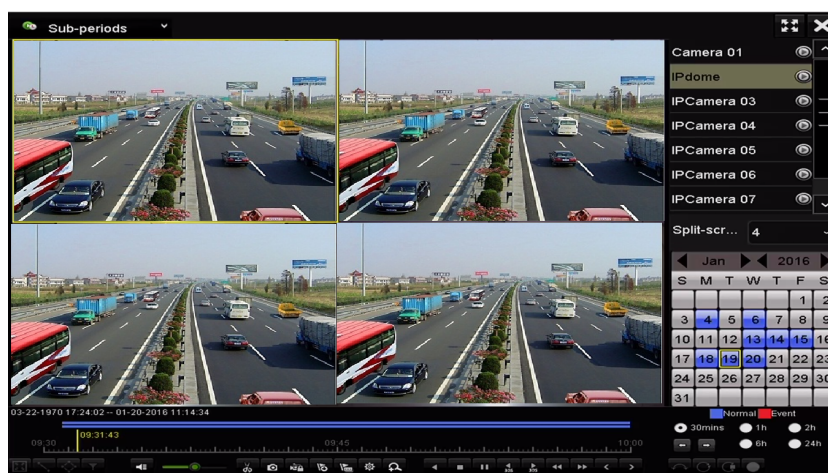 Sub-periods
Camera 01
IPdome
IPCamera 03
IPCamera 04
IPCamera 05
IPCamera 06
IPCamera 07
Split-scr... 4
Jan 2016
S M T W T F S
1 2
3 4 5 6 7 8 9
10 11 12 13 14 15 16
17 18 19 20 21 22 23
24 25 26 27 28 29 30
31
03-22-1970 17:24:02 -- 01-20-2016 11:14:34
Normal Event
09:31:43
30mins 1h 2h
09:30 09:45 10:00
6h 24h
30S 30S